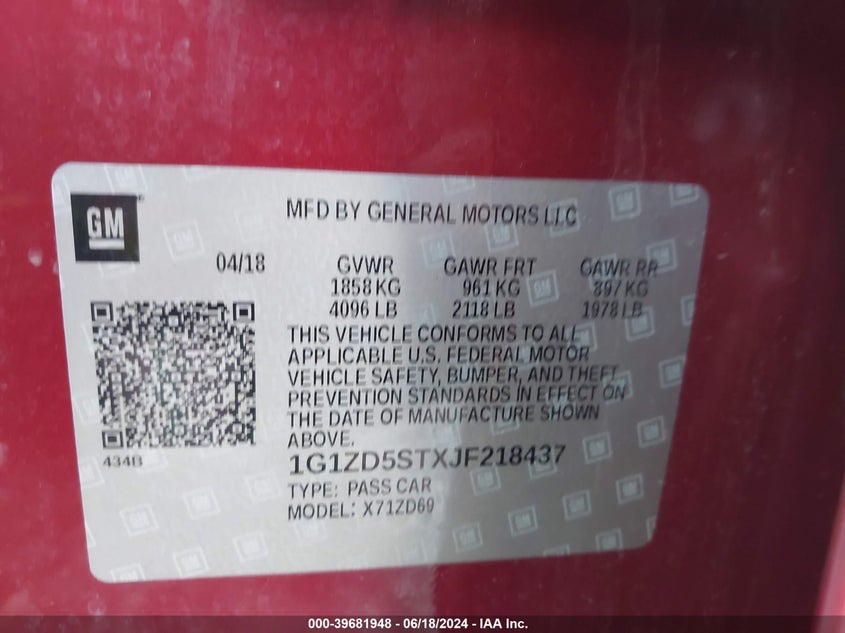 GM
MFD BY GENERAL MOTORS LLC
04/18 GVWR GAWR FRT GAWR RR
1858 KG 961 KG 897 KG
4096 LB 2118 LB 1978 LB
THIS VEHICLE CONFORMS TO ALL
APPLICABLE U.S. FEDERAL MOTOR
VEHICLE SAFETY, BUMPER, AND THEFT
PREVENTION STANDARDS IN EFFECT ON
THE DATE OF MANUFACTURE SHOWN
ABOVE.
434B
1G1ZD5STXJF218437
TYPE: PASS CAR
MODEL: X71ZD69
000-39681948 - 06/18/2024 - IAA Inc.